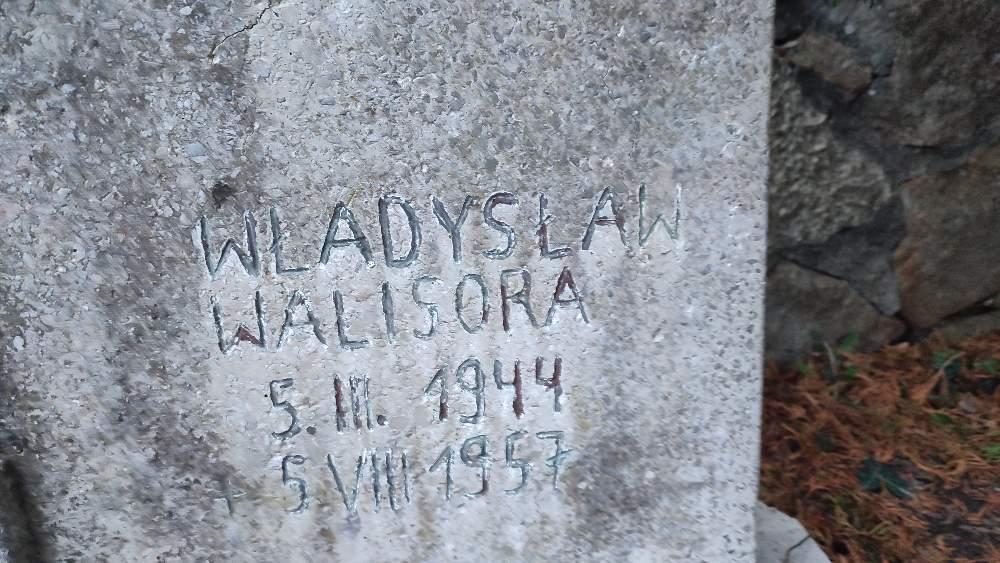 WŁADYSŁAW
WALISORA
5. III. 1944
+ 5 VIII 1957